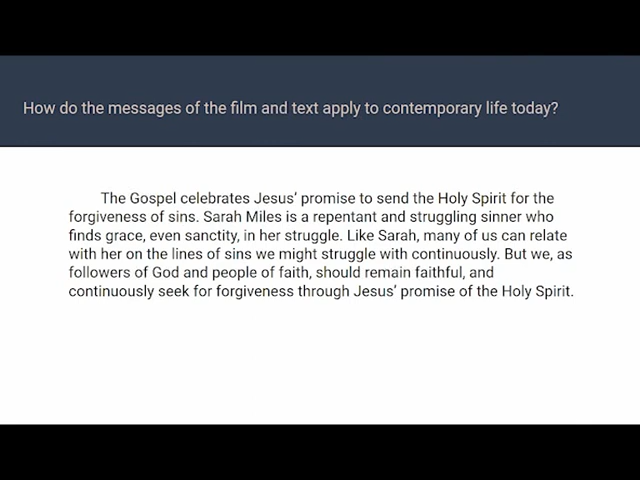 How do the messages of the film and text apply to contemporary life today?
The Gospel celebrates Jesus' promise to send the Holy Spirit for the
forgiveness of sins. Sarah Miles is a repentant and struggling sinner who
finds grace, even sanctity, in her struggle. Like Sarah, many of us can relate
with her on the lines of sins we might struggle with continuously. But we, as
followers of God and people of faith, should remain faithful, and
continuously seek for forgiveness through Jesus' promise of the Holy Spirit.